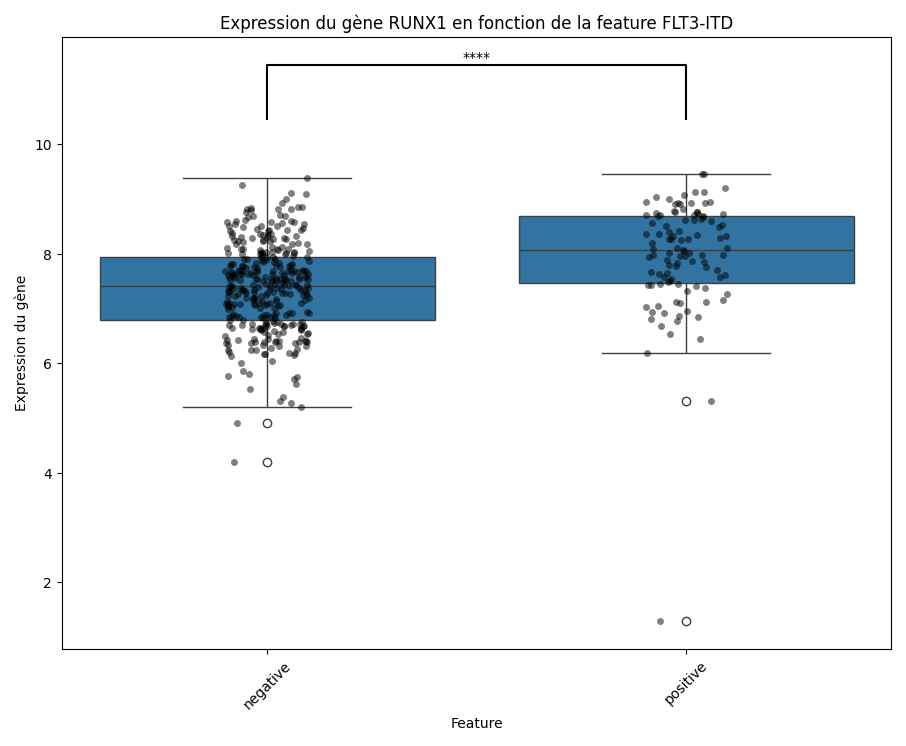 Expression du gène RUNX1 en fonction de la feature FLT3-ITD
****
10
8
6
4
2
Expression du gène
negative
positive
Feature